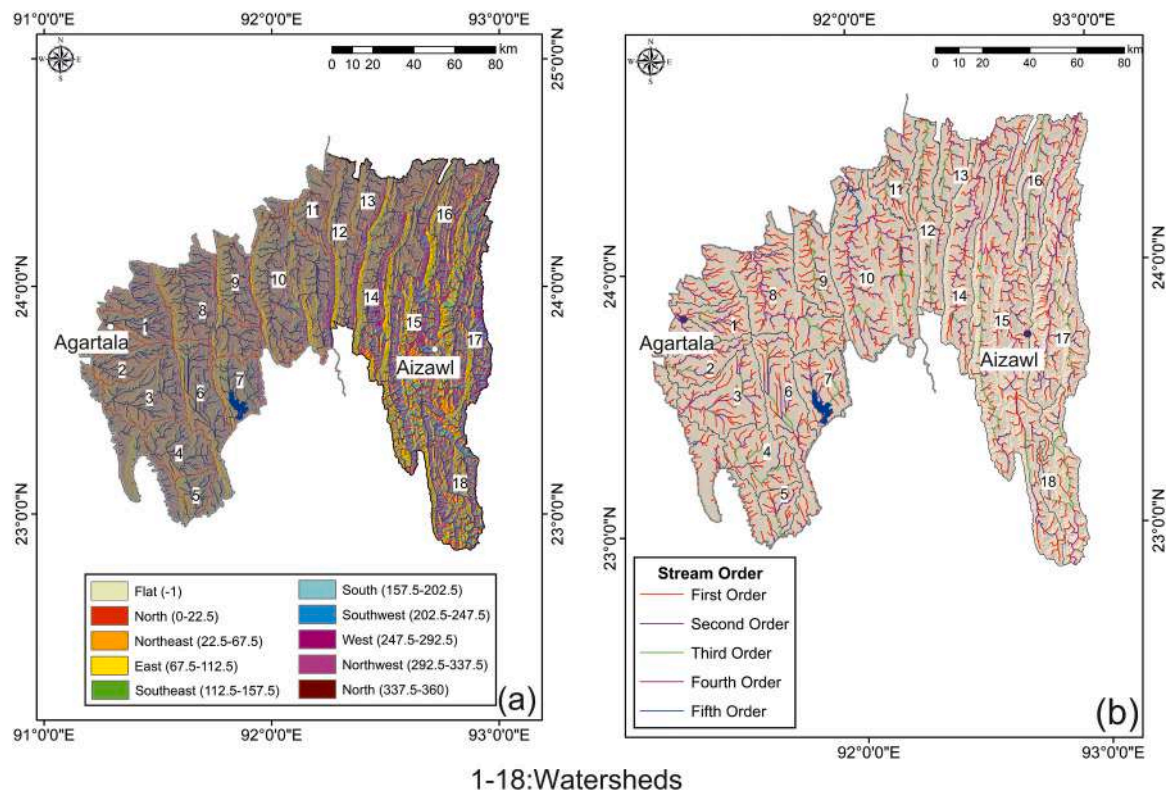 91°0'0"E 92°0'0"E 93°0'0"E
N
W E
S
km
0 10 20 40 60 80
25°0'0"N
24°0'0"N
23°0'0"N
11
13
12
16
9
10
14
8
15
1
Agartala
17
Aizawl
2
7
3
6
4
18
5
Flat (-1)
North (0-22.5)
Northeast (22.5-67.5)
East (67.5-112.5)
Southeast (112.5-157.5)
South (157.5-202.5)
Southwest (202.5-247.5)
West (247.5-292.5)
Northwest (292.5-337.5)
North (337.5-360)
(a)
91°0'0"E 92°0'0"E 93°0'0"E
92°0'0"E 93°0'0"E
N
W E
S
km
0 10 20 40 60 80
24°0'0"N 24°0'0"N
23°0'0"N 23°0'0"N
11
13
16
12
9
10
8
14
15
1
17
Agartala
Aizawl
2
7
3
6
4
18
5
Stream Order
First Order
Second Order
Third Order
Fourth Order
Fifth Order
(b)
92°0'0"E 93°0'0"E
1-18:Watersheds